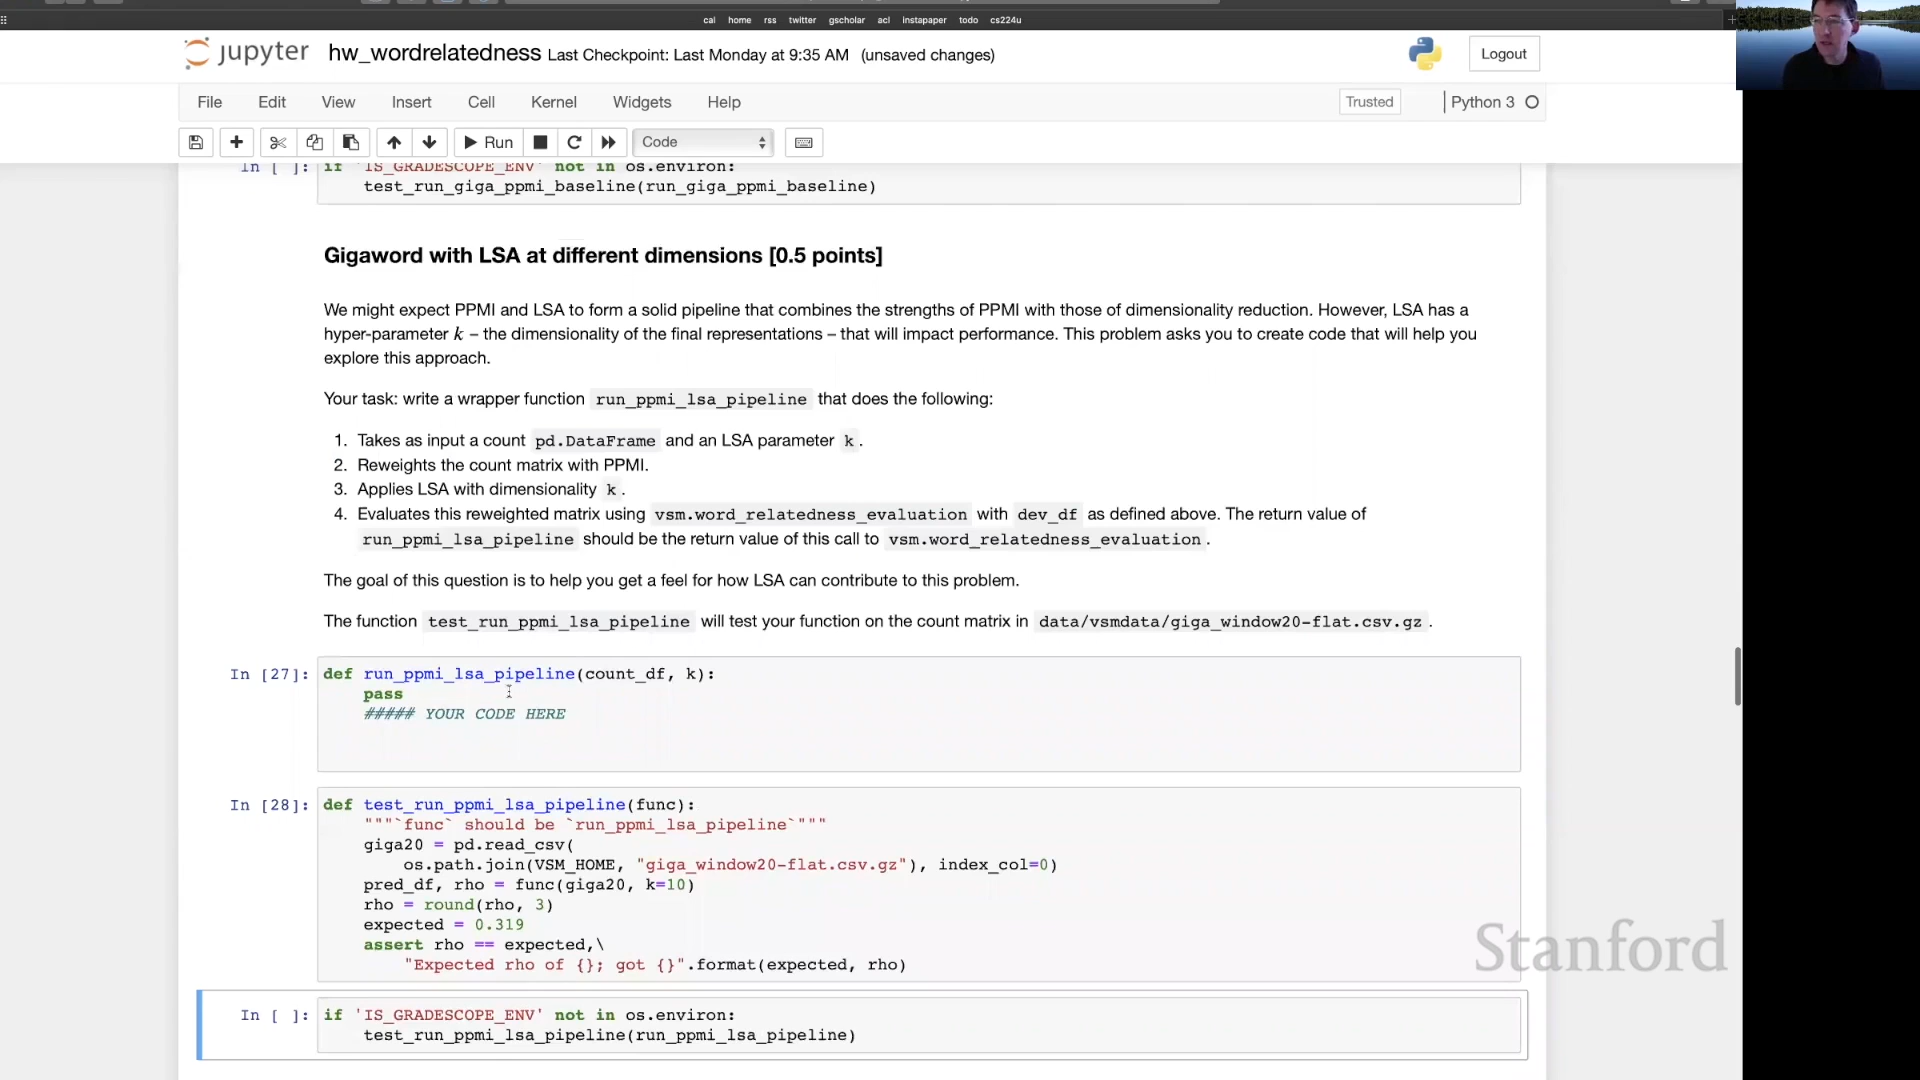 cal home rss twitter gscholar acl instapaper todo cs224u
jupyter hw_wordrelatedness Last Checkpoint: Last Monday at 9:35 AM (unsaved changes)
Logout
File Edit View Insert Cell Kernel Widgets Help
Trusted Python 3
Run Code
In [ ]: if 'IS_GRADESCOPE_ENV' not in os.environ:
test_run_giga_ppmi_baseline(run_giga_ppmi_baseline)
Gigaword with LSA at different dimensions [0.5 points]
We might expect PPMI and LSA to form a solid pipeline that combines the strengths of PPMI with those of dimensionality reduction. However, LSA has a
hyper-parameter k – the dimensionality of the final representations – that will impact performance. This problem asks you to create code that will help you
explore this approach.
Your task: write a wrapper function run_ppmi_lsa_pipeline that does the following:
1. Takes as input a count pd.DataFrame and an LSA parameter k .
2. Reweights the count matrix with PPMI.
3. Applies LSA with dimensionality k .
4. Evaluates this reweighted matrix using vsm.word_relatedness_evaluation with dev_df as defined above. The return value of
run_ppmi_lsa_pipeline should be the return value of this call to vsm.word_relatedness_evaluation .
The goal of this question is to help you get a feel for how LSA can contribute to this problem.
The function test_run_ppmi_lsa_pipeline will test your function on the count matrix in data/vsmdata/giga_window20-flat.csv.gz .
In [27]: def run_ppmi_lsa_pipeline(count_df, k):
pass
##### YOUR CODE HERE
In [28]: def test_run_ppmi_lsa_pipeline(func):
"""`func` should be `run_ppmi_lsa_pipeline`"""
giga20 = pd.read_csv(
os.path.join(VSM_HOME, "giga_window20-flat.csv.gz"), index_col=0)
pred_df, rho = func(giga20, k=10)
rho = round(rho, 3)
expected = 0.319
assert rho == expected,\
"Expected rho of {}; got {}".format(expected, rho)
Stanford
In [ ]: if 'IS_GRADESCOPE_ENV' not in os.environ:
test_run_ppmi_lsa_pipeline(run_ppmi_lsa_pipeline)